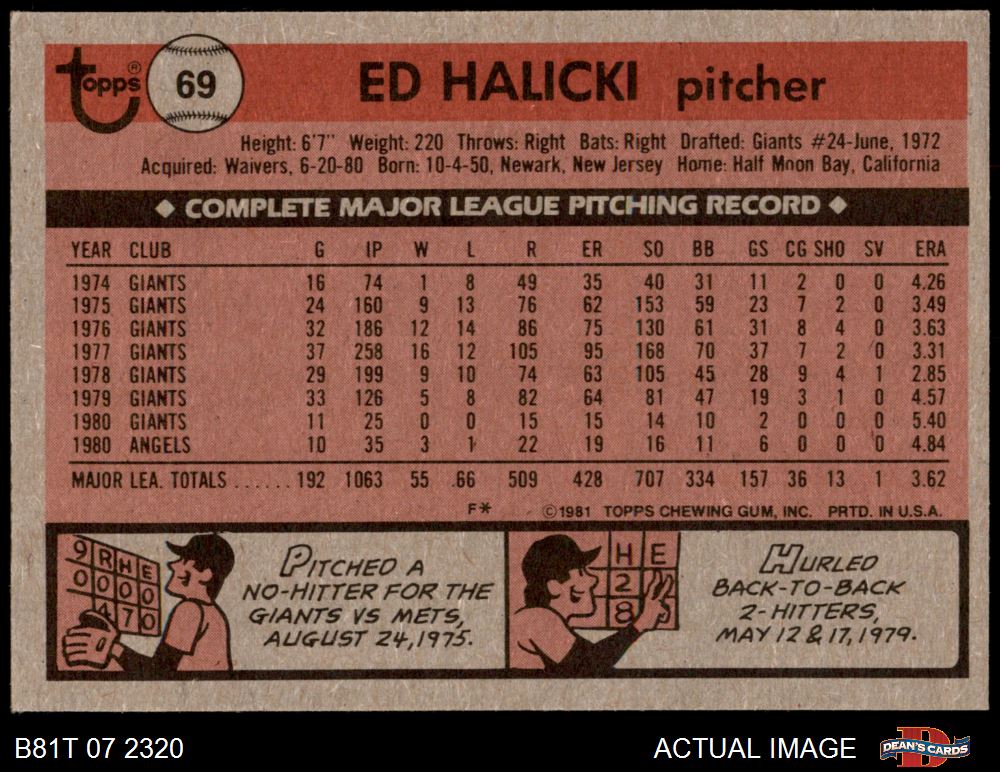 Topps® 69 ED HALICKI pitcher
Height: 6'7" Weight: 220 Throws: Right Bats: Right Drafted: Giants #24-June, 1972
Acquired: Waivers, 6-20-80 Born: 10-4-50, Newark, New Jersey Home: Half Moon Bay, California
◆ COMPLETE MAJOR LEAGUE PITCHING RECORD ◆
YEAR CLUB G IP W L R ER SO BB GS CG SHO SV ERA
1974 GIANTS 16 74 1 8 49 35 40 31 11 2 0 0 4.26
1975 GIANTS 24 160 9 13 76 62 153 59 23 7 2 0 3.49
1976 GIANTS 32 186 12 14 86 75 130 61 31 8 4 0 3.63
1977 GIANTS 37 258 16 12 105 95 168 70 37 7 2 0 3.31
1978 GIANTS 29 199 9 10 74 63 105 45 28 9 4 1 2.85
1979 GIANTS 33 126 5 8 82 64 81 47 19 3 1 0 4.57
1980 GIANTS 11 25 0 0 15 15 14 10 2 0 0 0 5.40
1980 ANGELS 10 35 3 1 22 19 16 11 6 0 0 0 4.84
MAJOR LEA. TOTALS ...... 192 1063 55 66 509 428 707 334 157 36 13 1 3.62
F* ©1981 TOPPS CHEWING GUM, INC. PRTD. IN U.S.A.
9 R H E
0 0 0 0
4 7 0
PITCHED A
NO-HITTER FOR THE
GIANTS VS METS,
AUGUST 24, 1975.
H E
2
8
HURLED
BACK-TO-BACK
2-HITTERS,
MAY 12 & 17, 1979.
B81T 07 2320 ACTUAL IMAGE DEAN'S CARDS